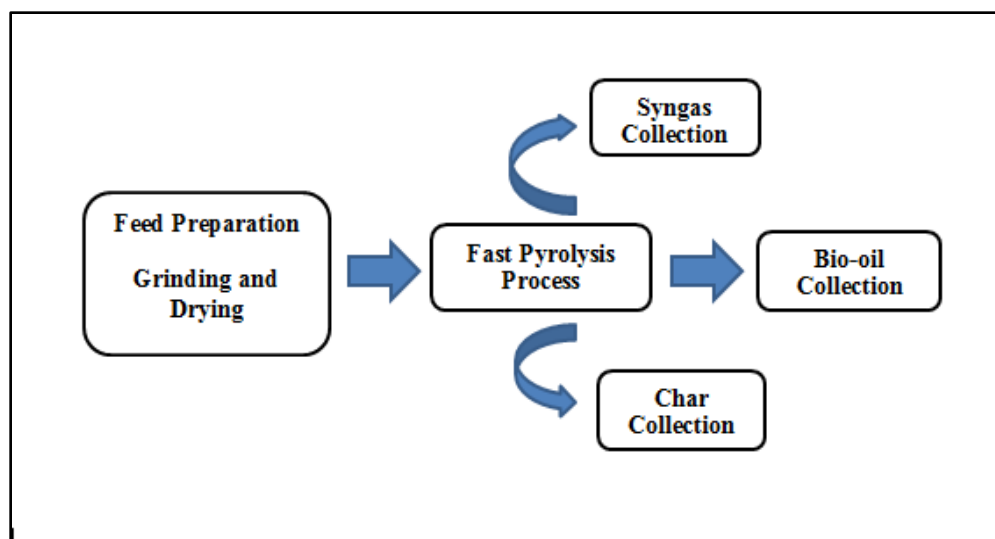 Syngas
Collection
Feed Preparation
Grinding and
Drying
Fast Pyrolysis
Process
Bio-oil
Collection
Char
Collection